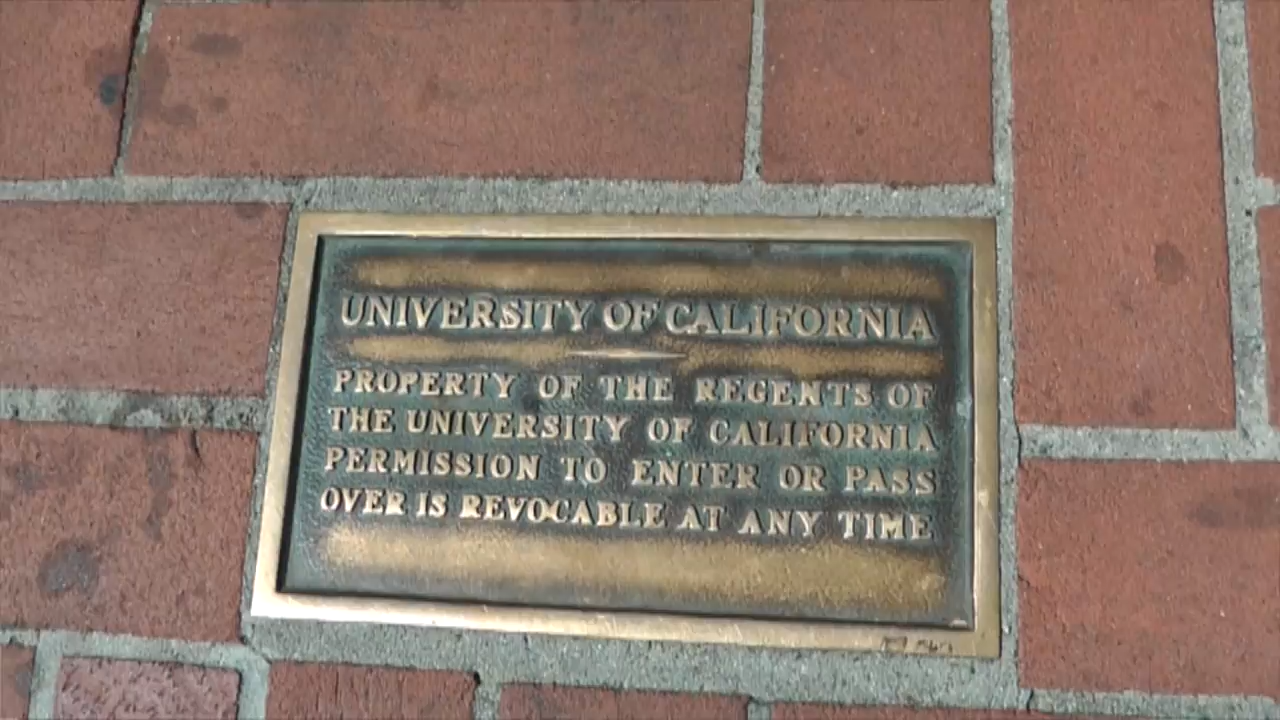 UNIVERSITY OF CALIFORNIA
PROPERTY OF THE REGENTS OF
THE UNIVERSITY OF CALIFORNIA
PERMISSION TO ENTER OR PASS
OVER IS REVOCABLE AT ANY TIME